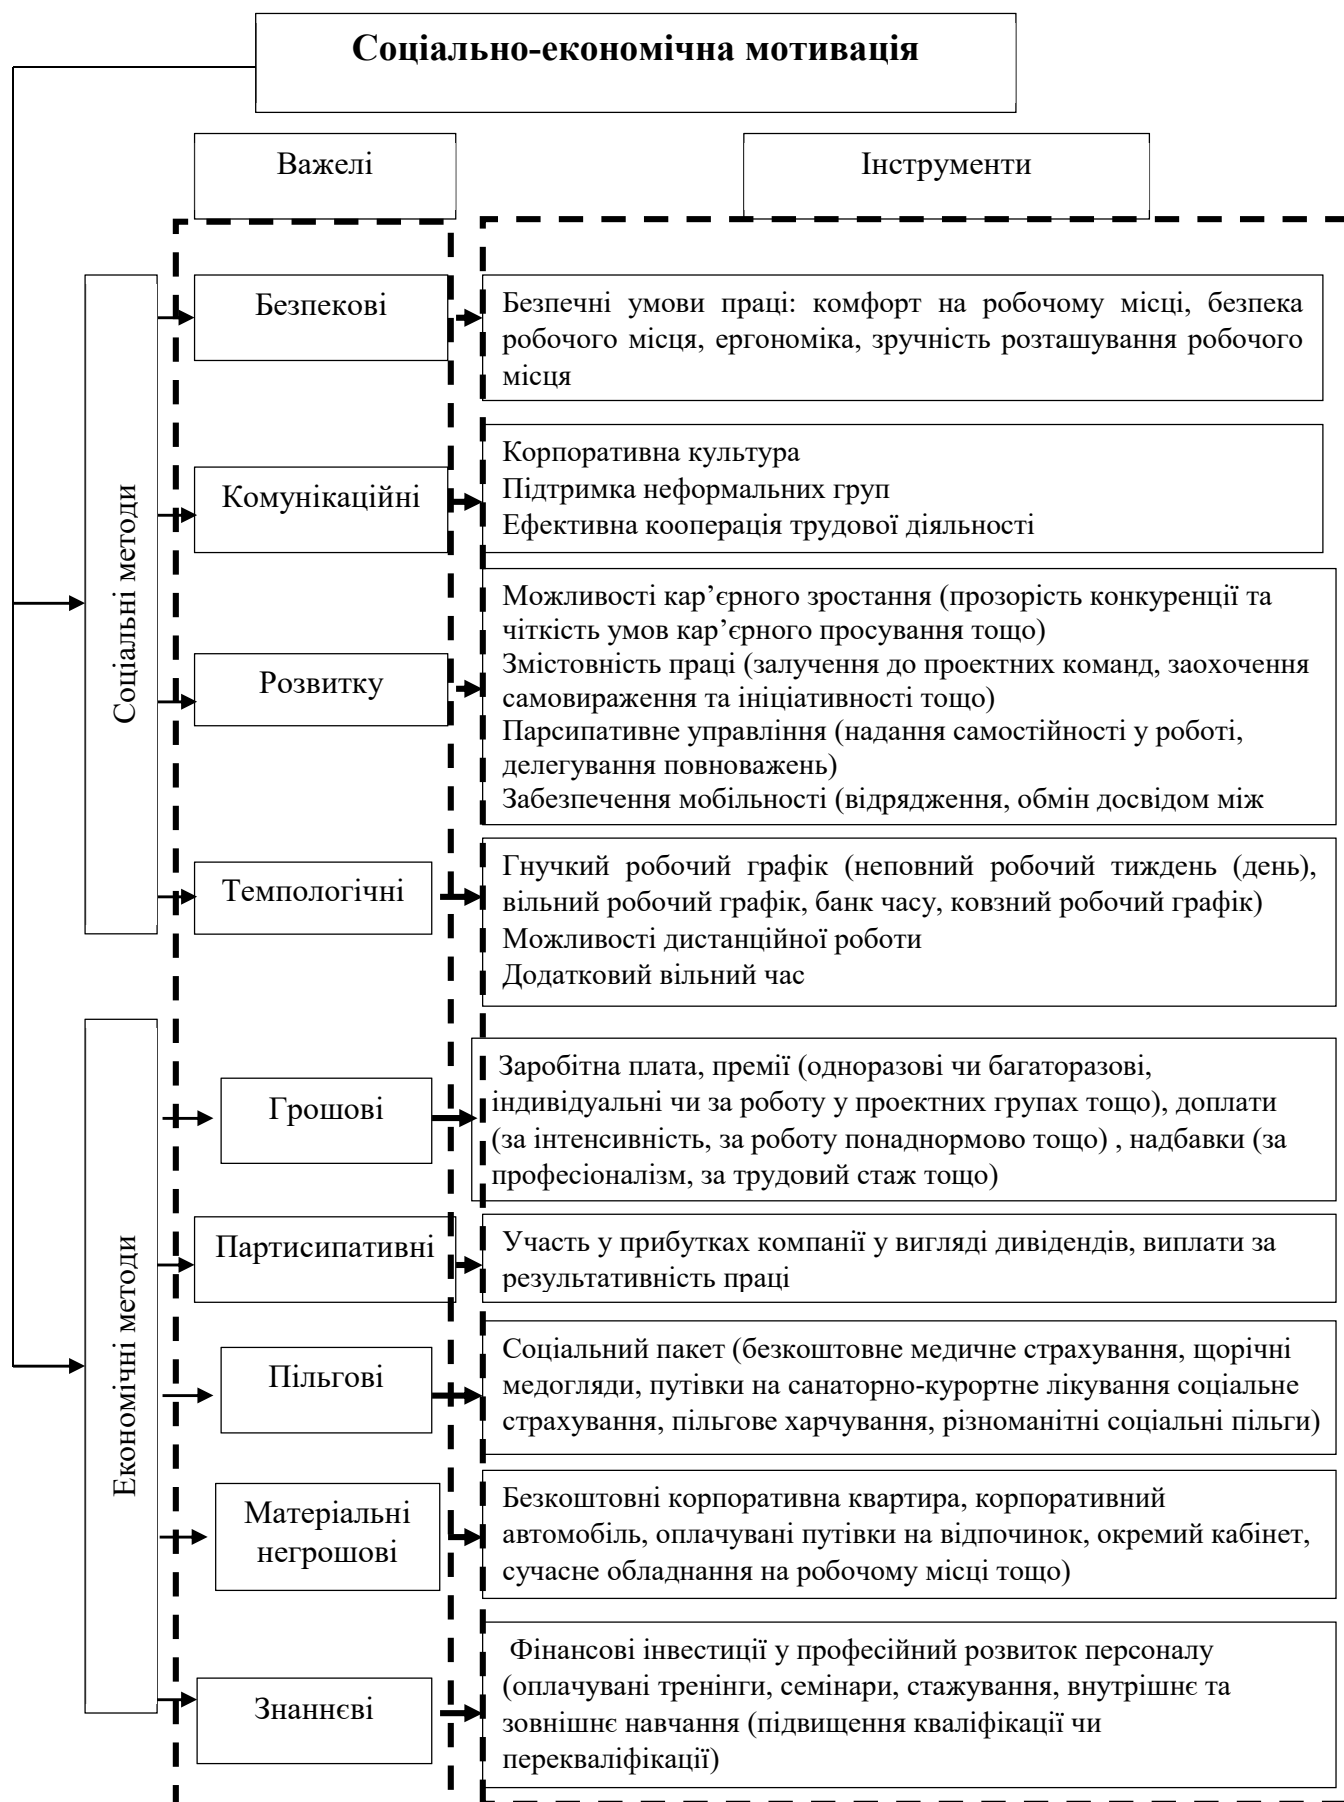 Соціально-економічна мотивація
Важелі
Інструменти
Соціальні методи
Безпекові
Безпечні умови праці: комфорт на робочому місці, безпека
робочого місця, ергономіка, зручність розташування робочого
місця
Комунікаційні
Корпоративна культура
Підтримка неформальних груп
Ефективна кооперація трудової діяльності
Розвитку
Можливості кар’єрного зростання (прозорість конкуренції та
чіткість умов кар’єрного просування тощо)
Змістовність праці (залучення до проектних команд, заохочення
самовираження та ініціативності тощо)
Парсипативне управління (надання самостійності у роботі,
делегування повноважень)
Забезпечення мобільності (відрядження, обмін досвідом між
Темпологічні
Гнучкий робочий графік (неповний робочий тиждень (день),
вільний робочий графік, банк часу, ковзний робочий графік)
Можливості дистанційної роботи
Додатковий вільний час
Економічні методи
Грошові
Заробітна плата, премії (одноразові чи багаторазові,
індивідуальні чи за роботу у проектних групах тощо), доплати
(за інтенсивність, за роботу понаднормово тощо) , надбавки (за
професіоналізм, за трудовий стаж тощо)
Партисипативні
Участь у прибутках компанії у вигляді дивідендів, виплати за
результативність праці
Пільгові
Соціальний пакет (безкоштовне медичне страхування, щорічні
медогляди, путівки на санаторно-курортне лікування соціальне
страхування, пільгове харчування, різноманітні соціальні пільги)
Матеріальні
негрошові
Безкоштовні корпоративна квартира, корпоративний
автомобіль, оплачувані путівки на відпочинок, окремий кабінет,
сучасне обладнання на робочому місці тощо)
Знаннєві
Фінансові інвестиції у професійний розвиток персоналу
(оплачувані тренінги, семінари, стажування, внутрішнє та
зовнішнє навчання (підвищення кваліфікації чи
перекваліфікації)